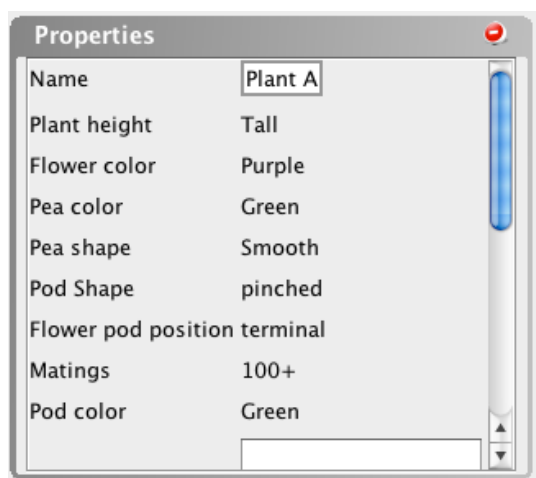 Properties
Name Plant A
Plant height Tall
Flower color Purple
Pea color Green
Pea shape Smooth
Pod Shape pinched
Flower pod position terminal
Matings 100+
Pod color Green